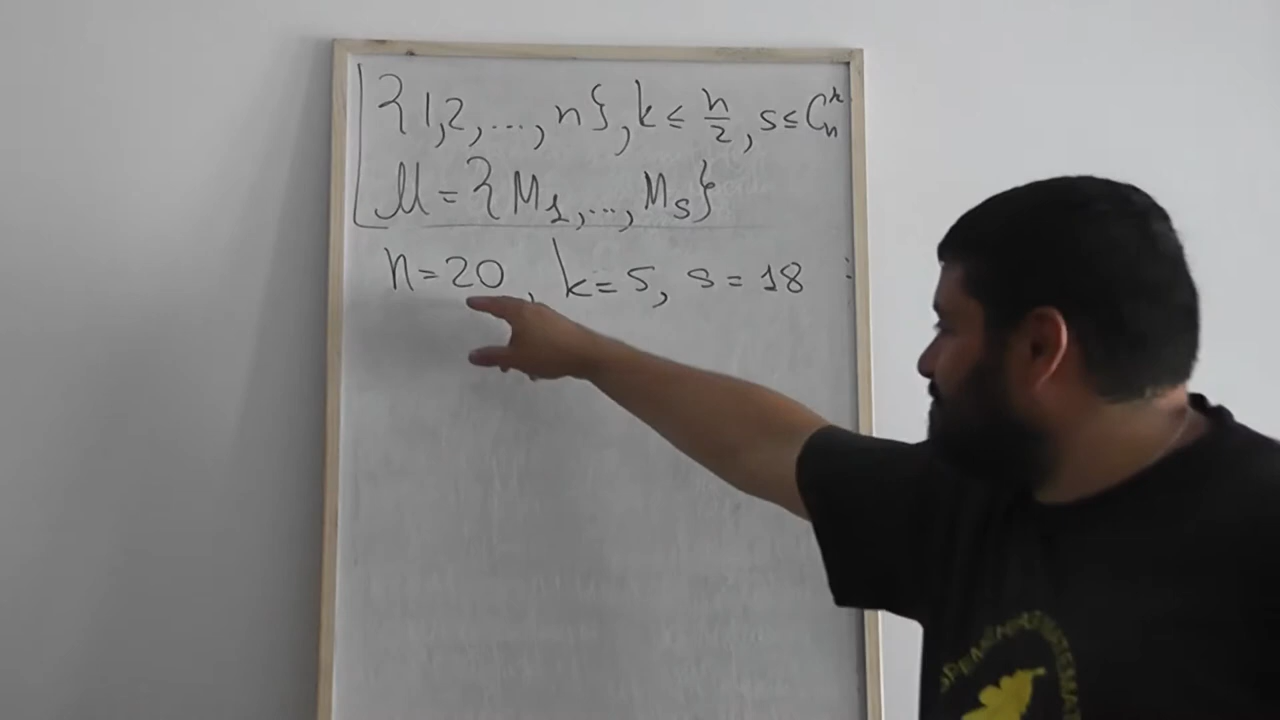 {1,2,...,n}, k ≤ n/2, s ≤ C_n^k
M = {M_1,..., M_s}
n = 20, k = 5, s = 18 :